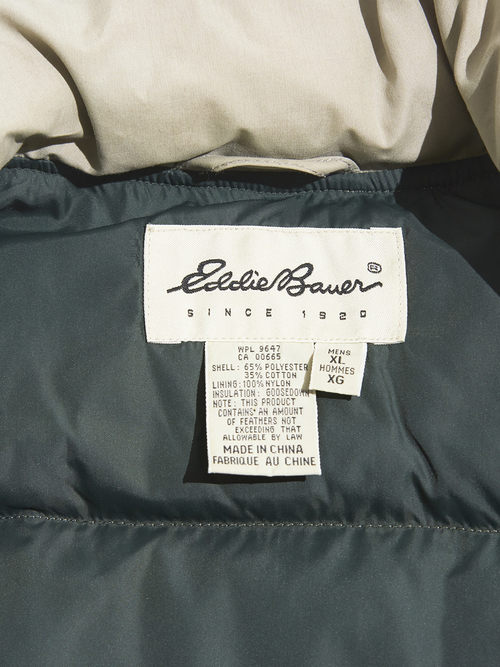 Eddie Bauer®
SINCE 1920
WPL 9647
CA 00665
SHELL: 65% POLYESTER
35% COTTON
LINING: 100% NYLON
INSULATION: GOOSEDOWN
NOTE: THIS PRODUCT
CONTAINS AN AMOUNT
OF FEATHERS NOT
EXCEEDING THAT
ALLOWABLE BY LAW
MADE IN CHINA
FABRIQUE AU CHINE
MENS
XL
HOMMES
XG